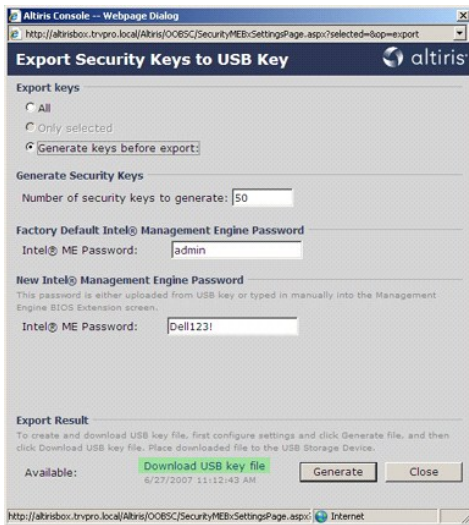 Altiris Console -- Webpage Dialog
http://altirisbox.trvpro.local/Altiris/OOBSC/SecurityMEBxSettingsPage.aspx?selected=8op=export
Export Security Keys to USB Key
altiris
Export keys
All
Only selected
Generate keys before export:
Generate Security Keys
Number of security keys to generate: 50
Factory Default Intel® Management Engine Password
Intel® ME Password: admin
New Intel® Management Engine Password
This password is either uploaded from USB key or typed in manually into the Management
Engine BIOS Extension screen.
Intel® ME Password: Dell123!
Export Result
To create and download USB key file, first configure settings and click Generate file, and then
click Download USB key file. Place downloaded file to the USB Storage Device.
Available: Download USB key file Generate Close
6/27/2007 11:12:43 AM
http://altirisbox.trvpro.local/Altiris/OOBSC/SecurityMEBxSettingsPage.aspx Internet